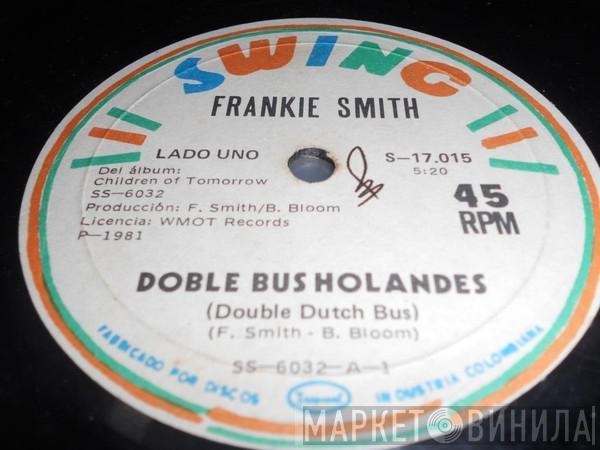 SWING
FRANKIE SMITH
LADO UNO
S-17.015
5:20
Del álbum:
Children of Tomorrow
SS-6032
Producción: F. Smith/B. Bloom
Licencia: WMOT Records
P-1981
45
RPM
DOBLE BUS HOLANDES
(Double Dutch Bus)
(F. Smith - B. Bloom)
SS-6032-A-1
FABRICADO POR DISCOS
INDUSTRIA COLOMBIANA
МАРКЕТ ВИНИЛА